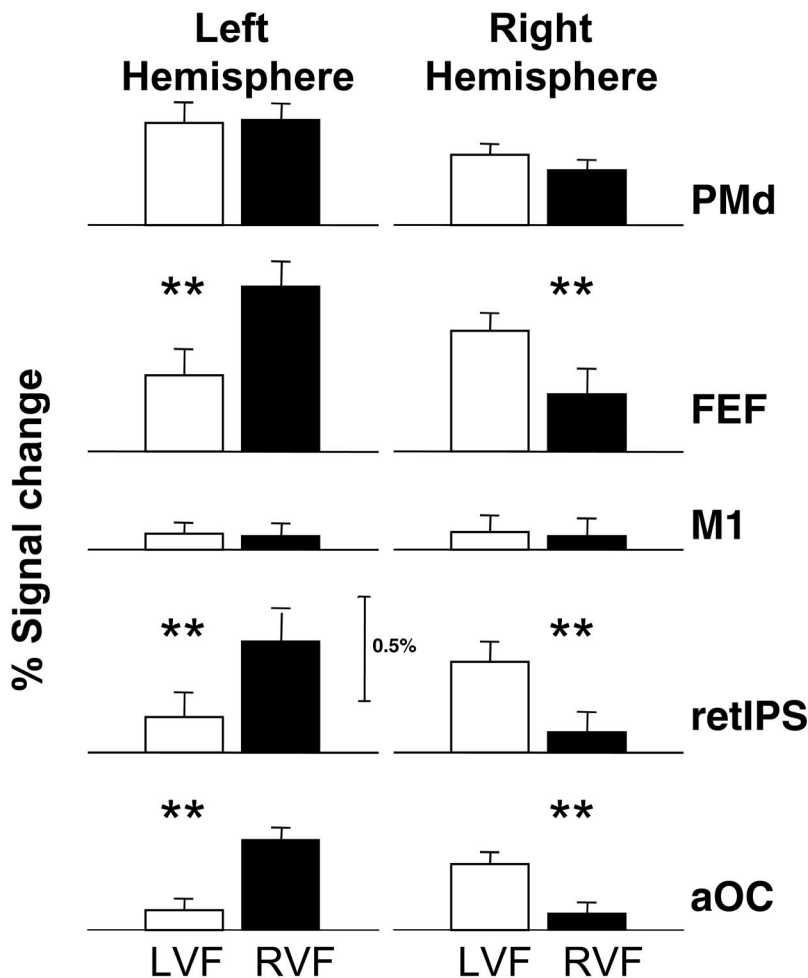 Left
Hemisphere
Right
Hemisphere
PMd
** **
FEF
M1
** **
0.5%
retIPS
** **
aOC
LVF RVF LVF RVF
% Signal change